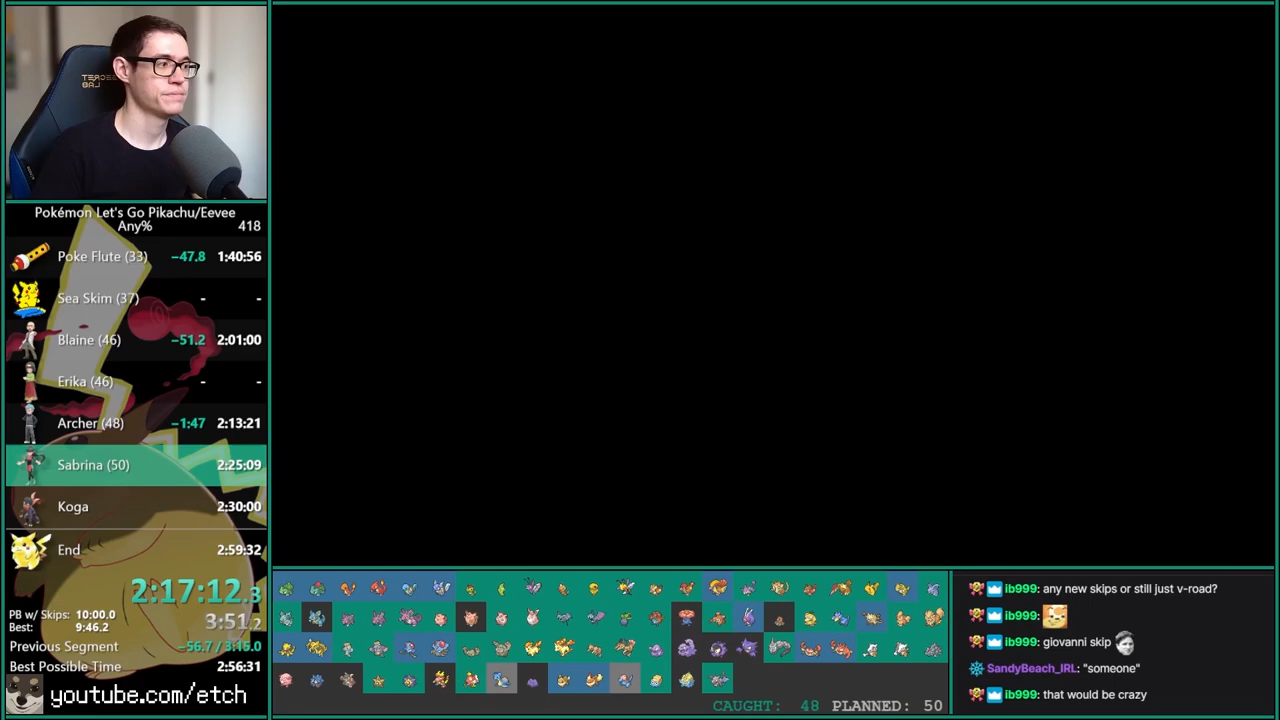 TERCES
LAB
Pokémon Let's Go Pikachu/Eevee
Any% 418
Poke Flute (33) −47.8 1:40:56
Sea Skim (37) - -
Blaine (46) −51.2 2:01:00
Erika (46) - -
Archer (48) −1:47 2:13:21
Sabrina (50) 2:25:09
Koga 2:30:00
End 2:59:32
2:17:12.3
PB w/ Skips: 10:00.0 3:51.2
Best: 9:46.2
Previous Segment −56.7 / 3:15.0
Best Possible Time 2:56:31
youtube.com/etch
CAUGHT: 48 PLANNED: 50
ib999: any new skips or still just v-road?
ib999:
ib999: giovanni skip
SandyBeach_IRL: "someone"
ib999: that would be crazy